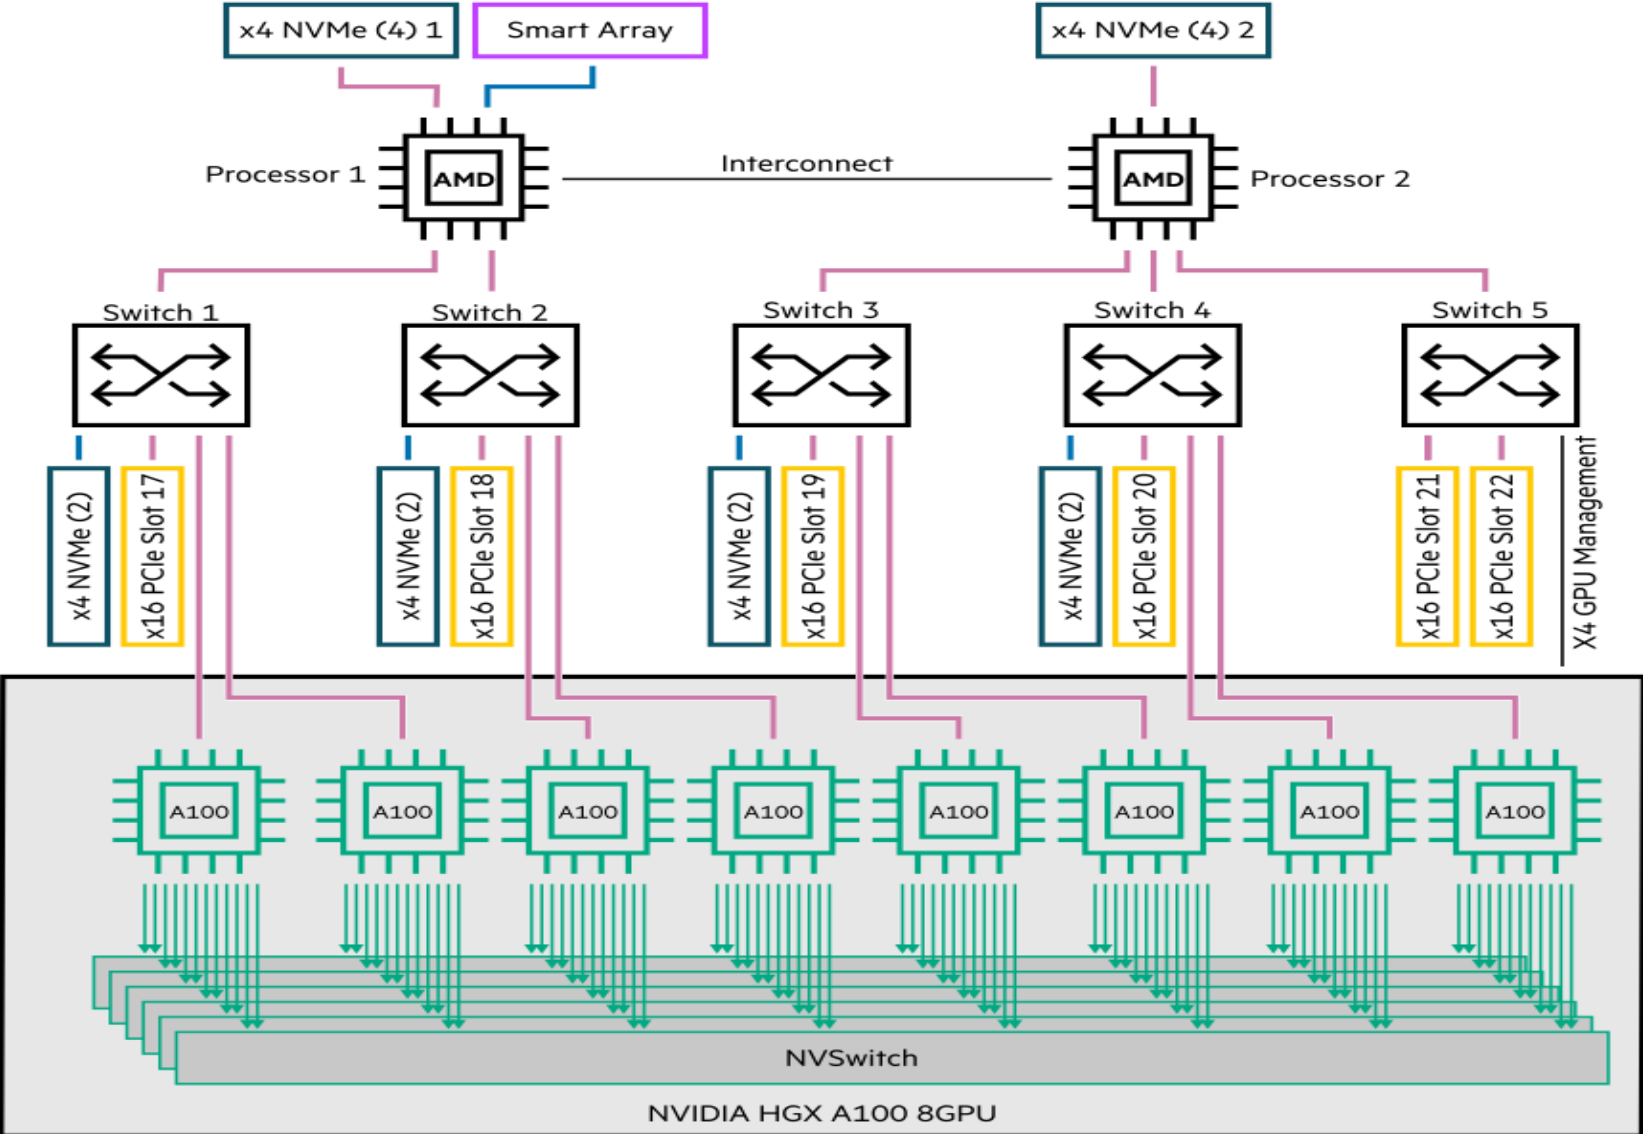 x4 NVMe (4) 1
Smart Array
x4 NVMe (4) 2
Processor 1
AMD
Interconnect
AMD
Processor 2
Switch 1
Switch 2
Switch 3
Switch 4
Switch 5
x4 NVMe (2)
x16 PCIe Slot 17
x4 NVMe (2)
x16 PCIe Slot 18
x4 NVMe (2)
x16 PCIe Slot 19
x4 NVMe (2)
x16 PCIe Slot 20
x16 PCIe Slot 21
x16 PCIe Slot 22
X4 GPU Management
A100
A100
A100
A100
A100
A100
A100
A100
NVSwitch
NVIDIA HGX A100 8GPU